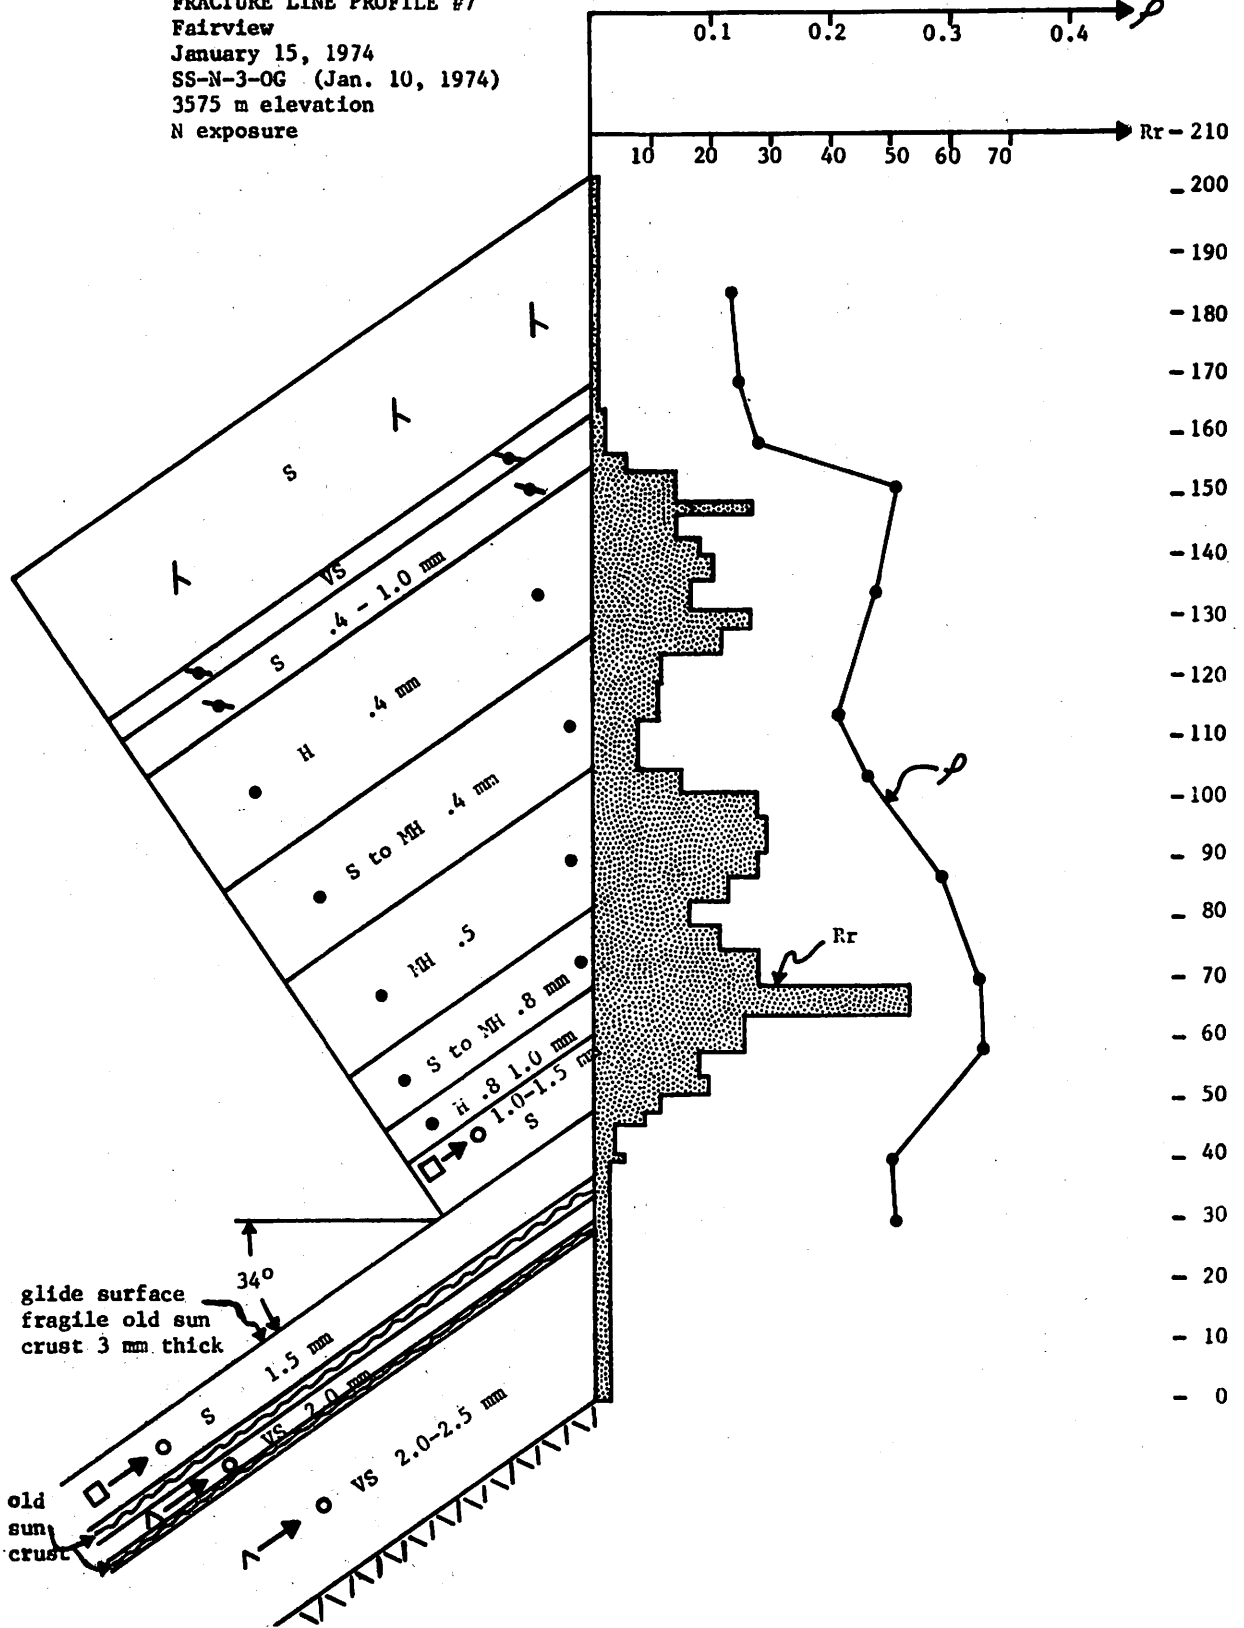 FRACTURE LINE PROFILE #7
Fairview
January 15, 1974
SS-N-3-OG (Jan. 10, 1974)
3575 m elevation
N exposure
0.1 0.2 0.3 0.4 ρ
Rr - 210
10 20 30 40 50 60 70
- 200
- 190
- 180
- 170
- 160
- 150
- 140
- 130
- 120
- 110
- 100
- 90
- 80
- 70
- 60
- 50
- 40
- 30
- 20
- 10
- 0
S
VS
S .4 - 1.0 mm
H .4 mm
S to MH .4 mm
MH .5
S to MH .8 mm
H .8 1.0 mm
1.0-1.5 mm
S
ρ
Rr
34°
glide surface
fragile old sun
crust 3 mm thick
S 1.5 mm
VS 2.0 mm
VS 2.0-2.5 mm
old
sun
crust